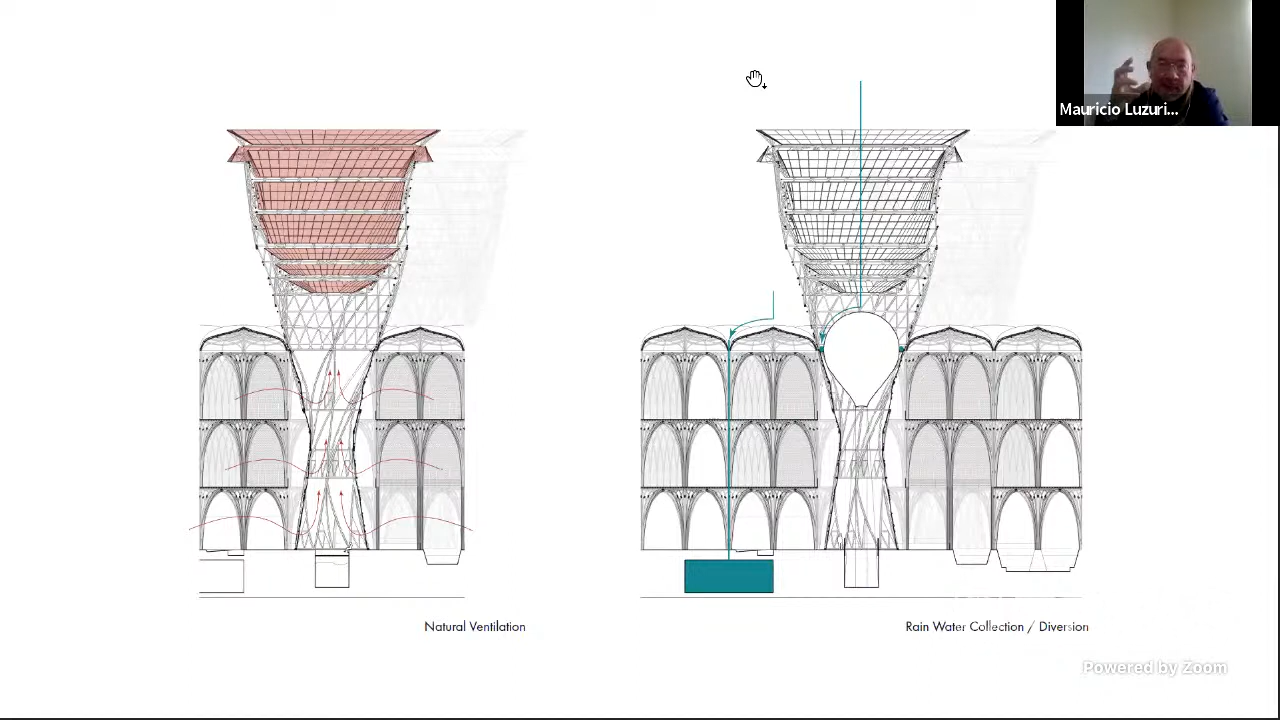 Mauricio Luzuri...
Natural Ventilation
Rain Water Collection / Diversion
Powered by Zoom